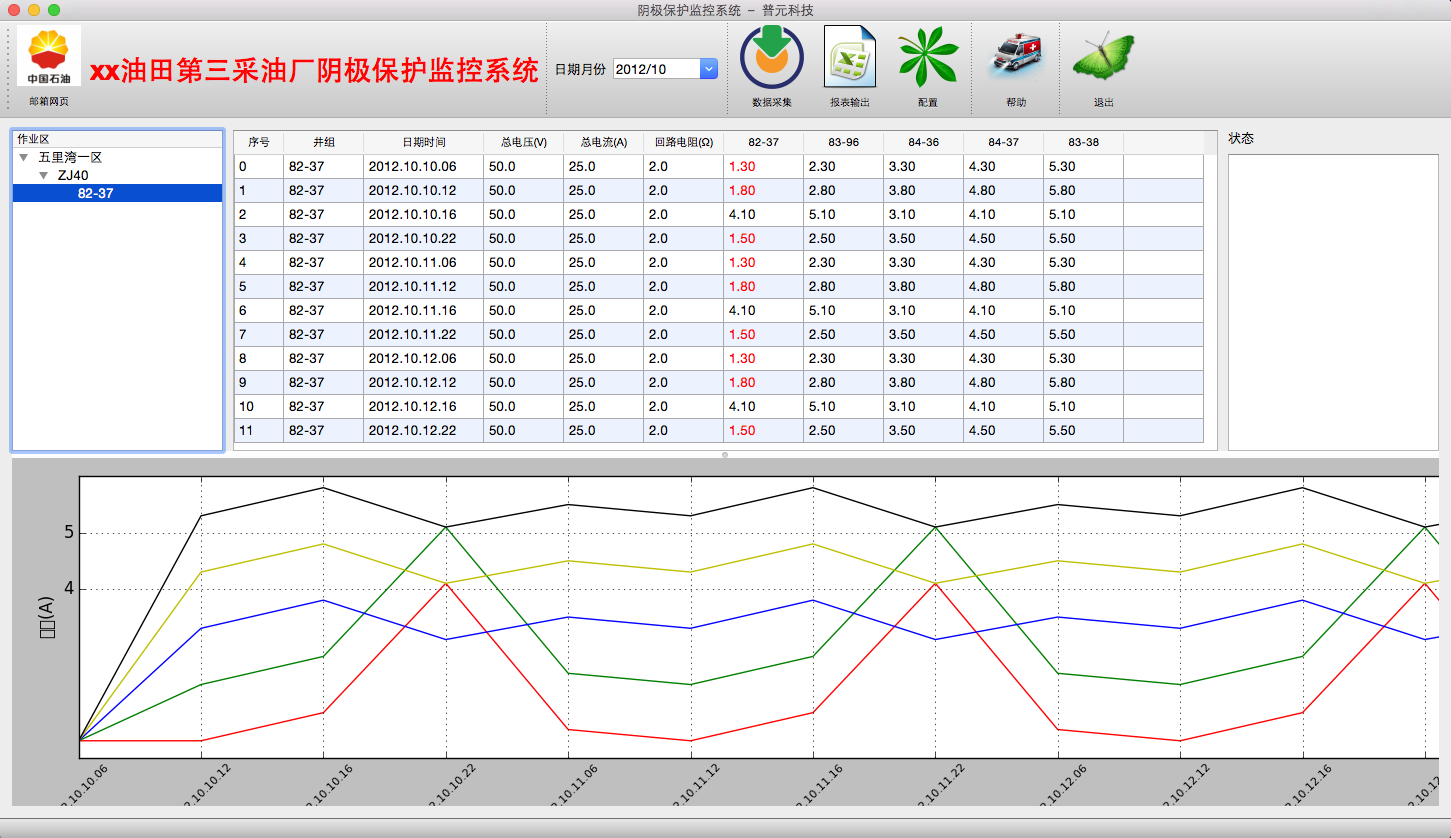 阴极保护监控系统 – 普元科技
中国石油
邮箱网页
xx油田第三采油厂阴极保护监控系统
日期月份 2012/10
数据采集 报表输出 配置 帮助 退出
作业区
五里湾一区
ZJ40
82-37
序号 井组 日期时间 总电压(V) 总电流(A) 回路电阻(Ω) 82-37 83-96 84-36 84-37 83-38
0 82-37 2012.10.10.06 50.0 25.0 2.0 1.30 2.30 3.30 4.30 5.30
1 82-37 2012.10.10.12 50.0 25.0 2.0 1.80 2.80 3.80 4.80 5.80
2 82-37 2012.10.10.16 50.0 25.0 2.0 4.10 5.10 3.10 4.10 5.10
3 82-37 2012.10.10.22 50.0 25.0 2.0 1.50 2.50 3.50 4.50 5.50
4 82-37 2012.10.11.06 50.0 25.0 2.0 1.30 2.30 3.30 4.30 5.30
5 82-37 2012.10.11.12 50.0 25.0 2.0 1.80 2.80 3.80 4.80 5.80
6 82-37 2012.10.11.16 50.0 25.0 2.0 4.10 5.10 3.10 4.10 5.10
7 82-37 2012.10.11.22 50.0 25.0 2.0 1.50 2.50 3.50 4.50 5.50
8 82-37 2012.10.12.06 50.0 25.0 2.0 1.30 2.30 3.30 4.30 5.30
9 82-37 2012.10.12.12 50.0 25.0 2.0 1.80 2.80 3.80 4.80 5.80
10 82-37 2012.10.12.16 50.0 25.0 2.0 4.10 5.10 3.10 4.10 5.10
11 82-37 2012.10.12.22 50.0 25.0 2.0 1.50 2.50 3.50 4.50 5.50
状态
5
4
(A)
2.10.10.06 2.10.10.12 2.10.10.16 2.10.10.22 2.10.11.06 2.10.11.12 2.10.11.16 2.10.11.22 2.10.12.06 2.10.12.12 2.10.12.16 2.10.12